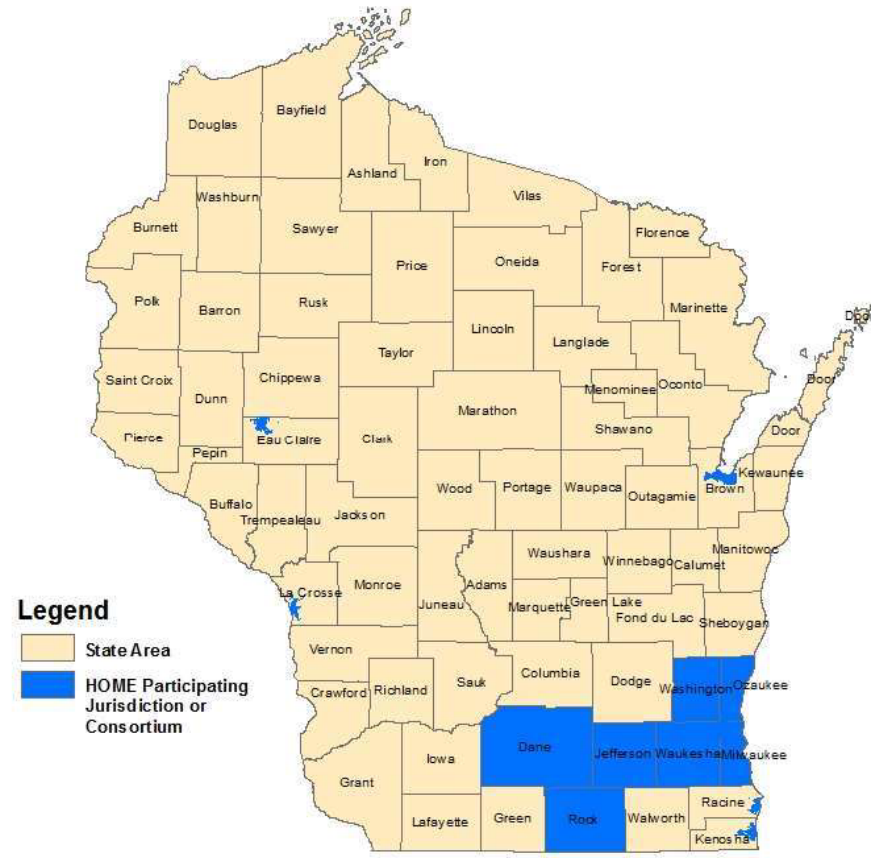 Bayfield
Douglas
Iron
Ashland
Vilas
Washburn
Burnett
Sawyer
Florence
Price
Oneida
Forest
Polk
Rusk
Barron
Marinette
Lincoln
Door
Langlade
Taylor
Chippewa
Saint Croix
Dunn
Menominee
Oconto
Door
Marathon
Pierce
Eau Claire
Clark
Shawano
Door
Pepin
Kewaunee
Wood
Portage
Waupaca
Outagamie
Brown
Buffalo
Trempealeau
Jackson
Waushara
Winnebago
Calumet
Manitowoc
Monroe
Adams
La Crosse
Juneau
Marquette
Green Lake
Fond du Lac
Sheboygan
Legend
State Area
HOME Participating
Jurisdiction or
Consortium
Vernon
Columbia
Dodge
Washington
Ozaukee
Crawford
Richland
Sauk
Dane
Jefferson
Waukesha
Milwaukee
Iowa
Grant
Racine
Lafayette
Green
Rock
Walworth
Kenosha